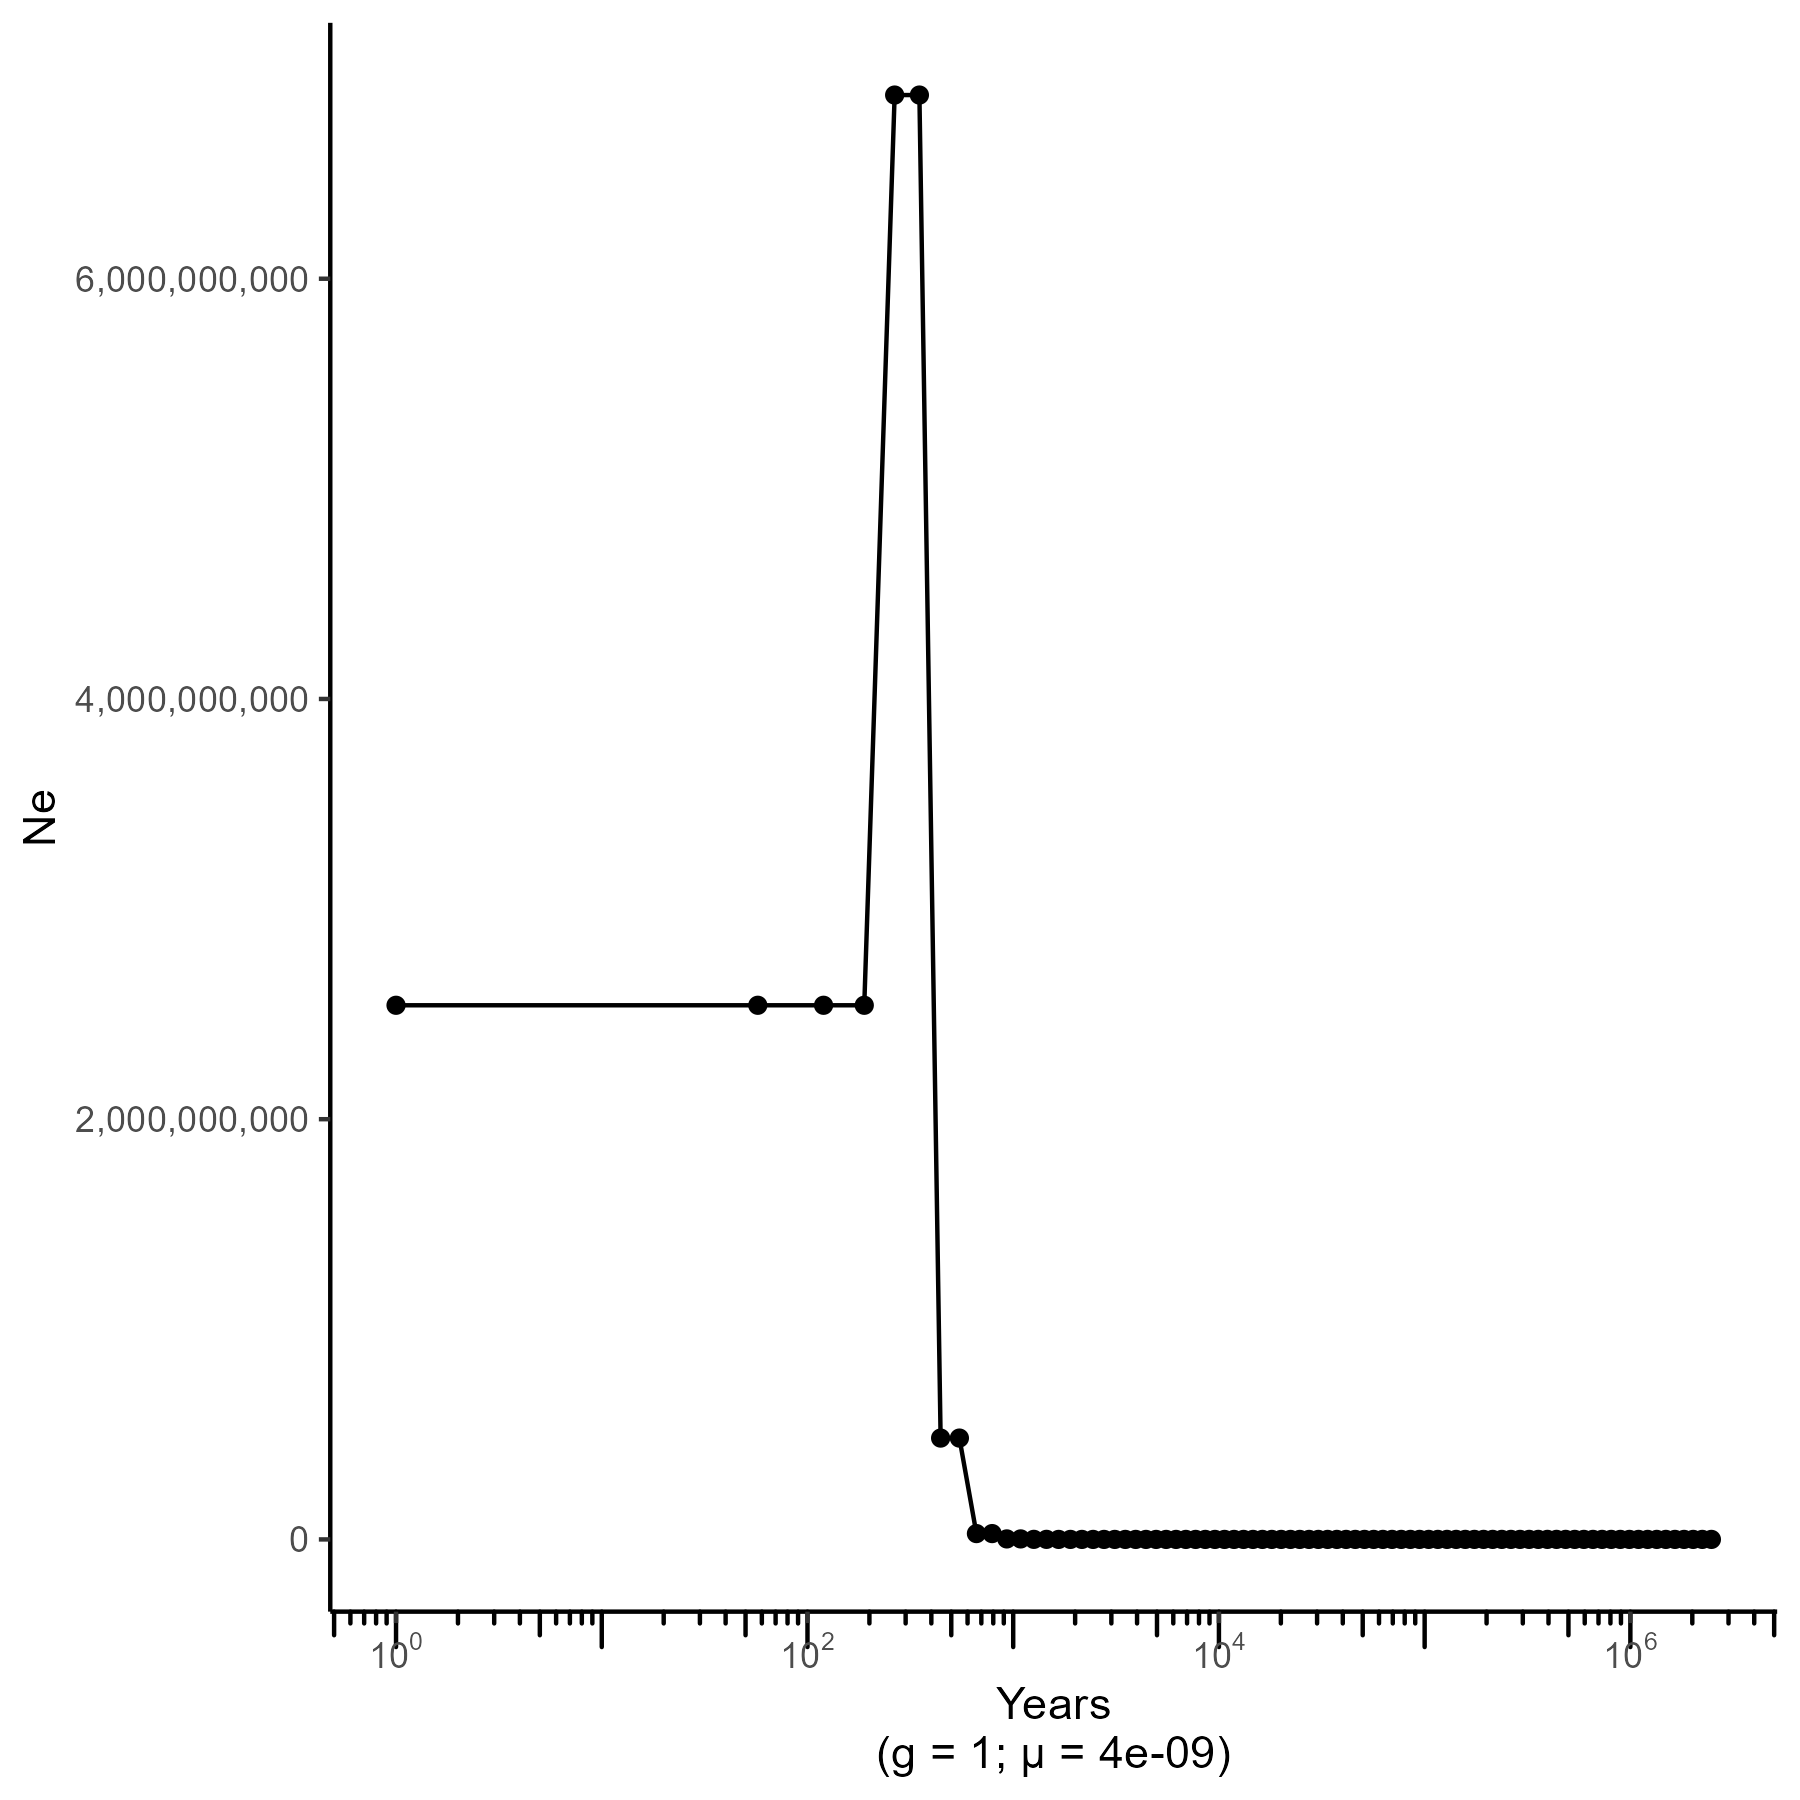 6,000,000,000
4,000,000,000
2,000,000,000
0
Ne
10⁰ 10² 10⁴ 10⁶
Years
(g = 1; μ = 4e-09)